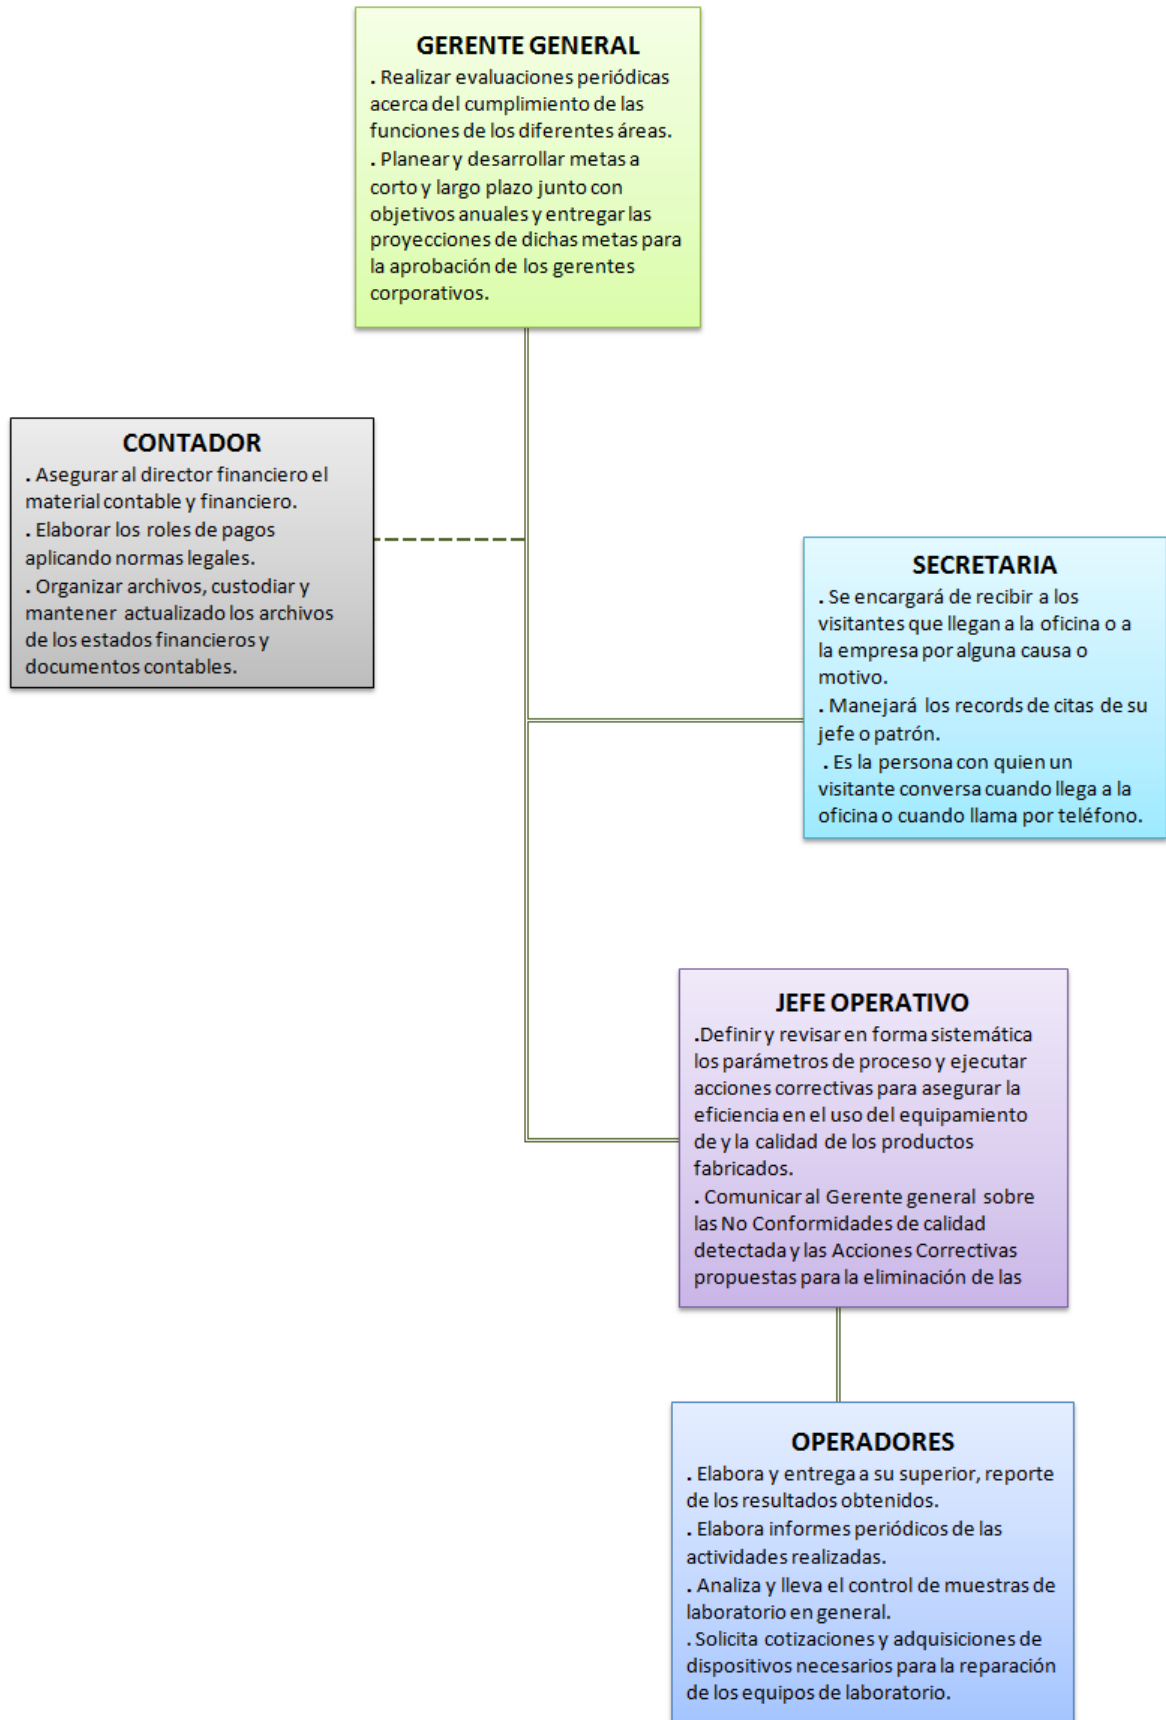 GERENTE GENERAL
. Realizar evaluaciones periódicas
acerca del cumplimiento de las
funciones de los diferentes áreas.
. Planear y desarrollar metas a
corto y largo plazo junto con
objetivos anuales y entregar las
proyecciones de dichas metas para
la aprobación de los gerentes
corporativos.
CONTADOR
. Asegurar al director financiero el
material contable y financiero.
. Elaborar los roles de pagos
aplicando normas legales.
. Organizar archivos, custodiar y
mantener actualizado los archivos
de los estados financieros y
documentos contables.
SECRETARIA
. Se encargará de recibir a los
visitantes que llegan a la oficina o a
la empresa por alguna causa o
motivo.
. Manejará los records de citas de su
jefe o patrón.
. Es la persona con quien un
visitante conversa cuando llega a la
oficina o cuando llama por teléfono.
JEFE OPERATIVO
.Definir y revisar en forma sistemática
los parámetros de proceso y ejecutar
acciones correctivas para asegurar la
eficiencia en el uso del equipamiento
de y la calidad de los productos
fabricados.
. Comunicar al Gerente general sobre
las No Conformidades de calidad
detectada y las Acciones Correctivas
propuestas para la eliminación de las
OPERADORES
. Elabora y entrega a su superior, reporte
de los resultados obtenidos.
. Elabora informes periódicos de las
actividades realizadas.
. Analiza y lleva el control de muestras de
laboratorio en general.
. Solicita cotizaciones y adquisiciones de
dispositivos necesarios para la reparación
de los equipos de laboratorio.